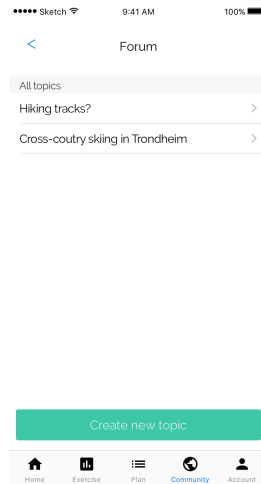 Sketch 9:41 AM 100%
<
Forum
All topics
Hiking tracks?
Cross-coutry skiing in Trondheim
Create new topic
Home Exercise Plan Community Account